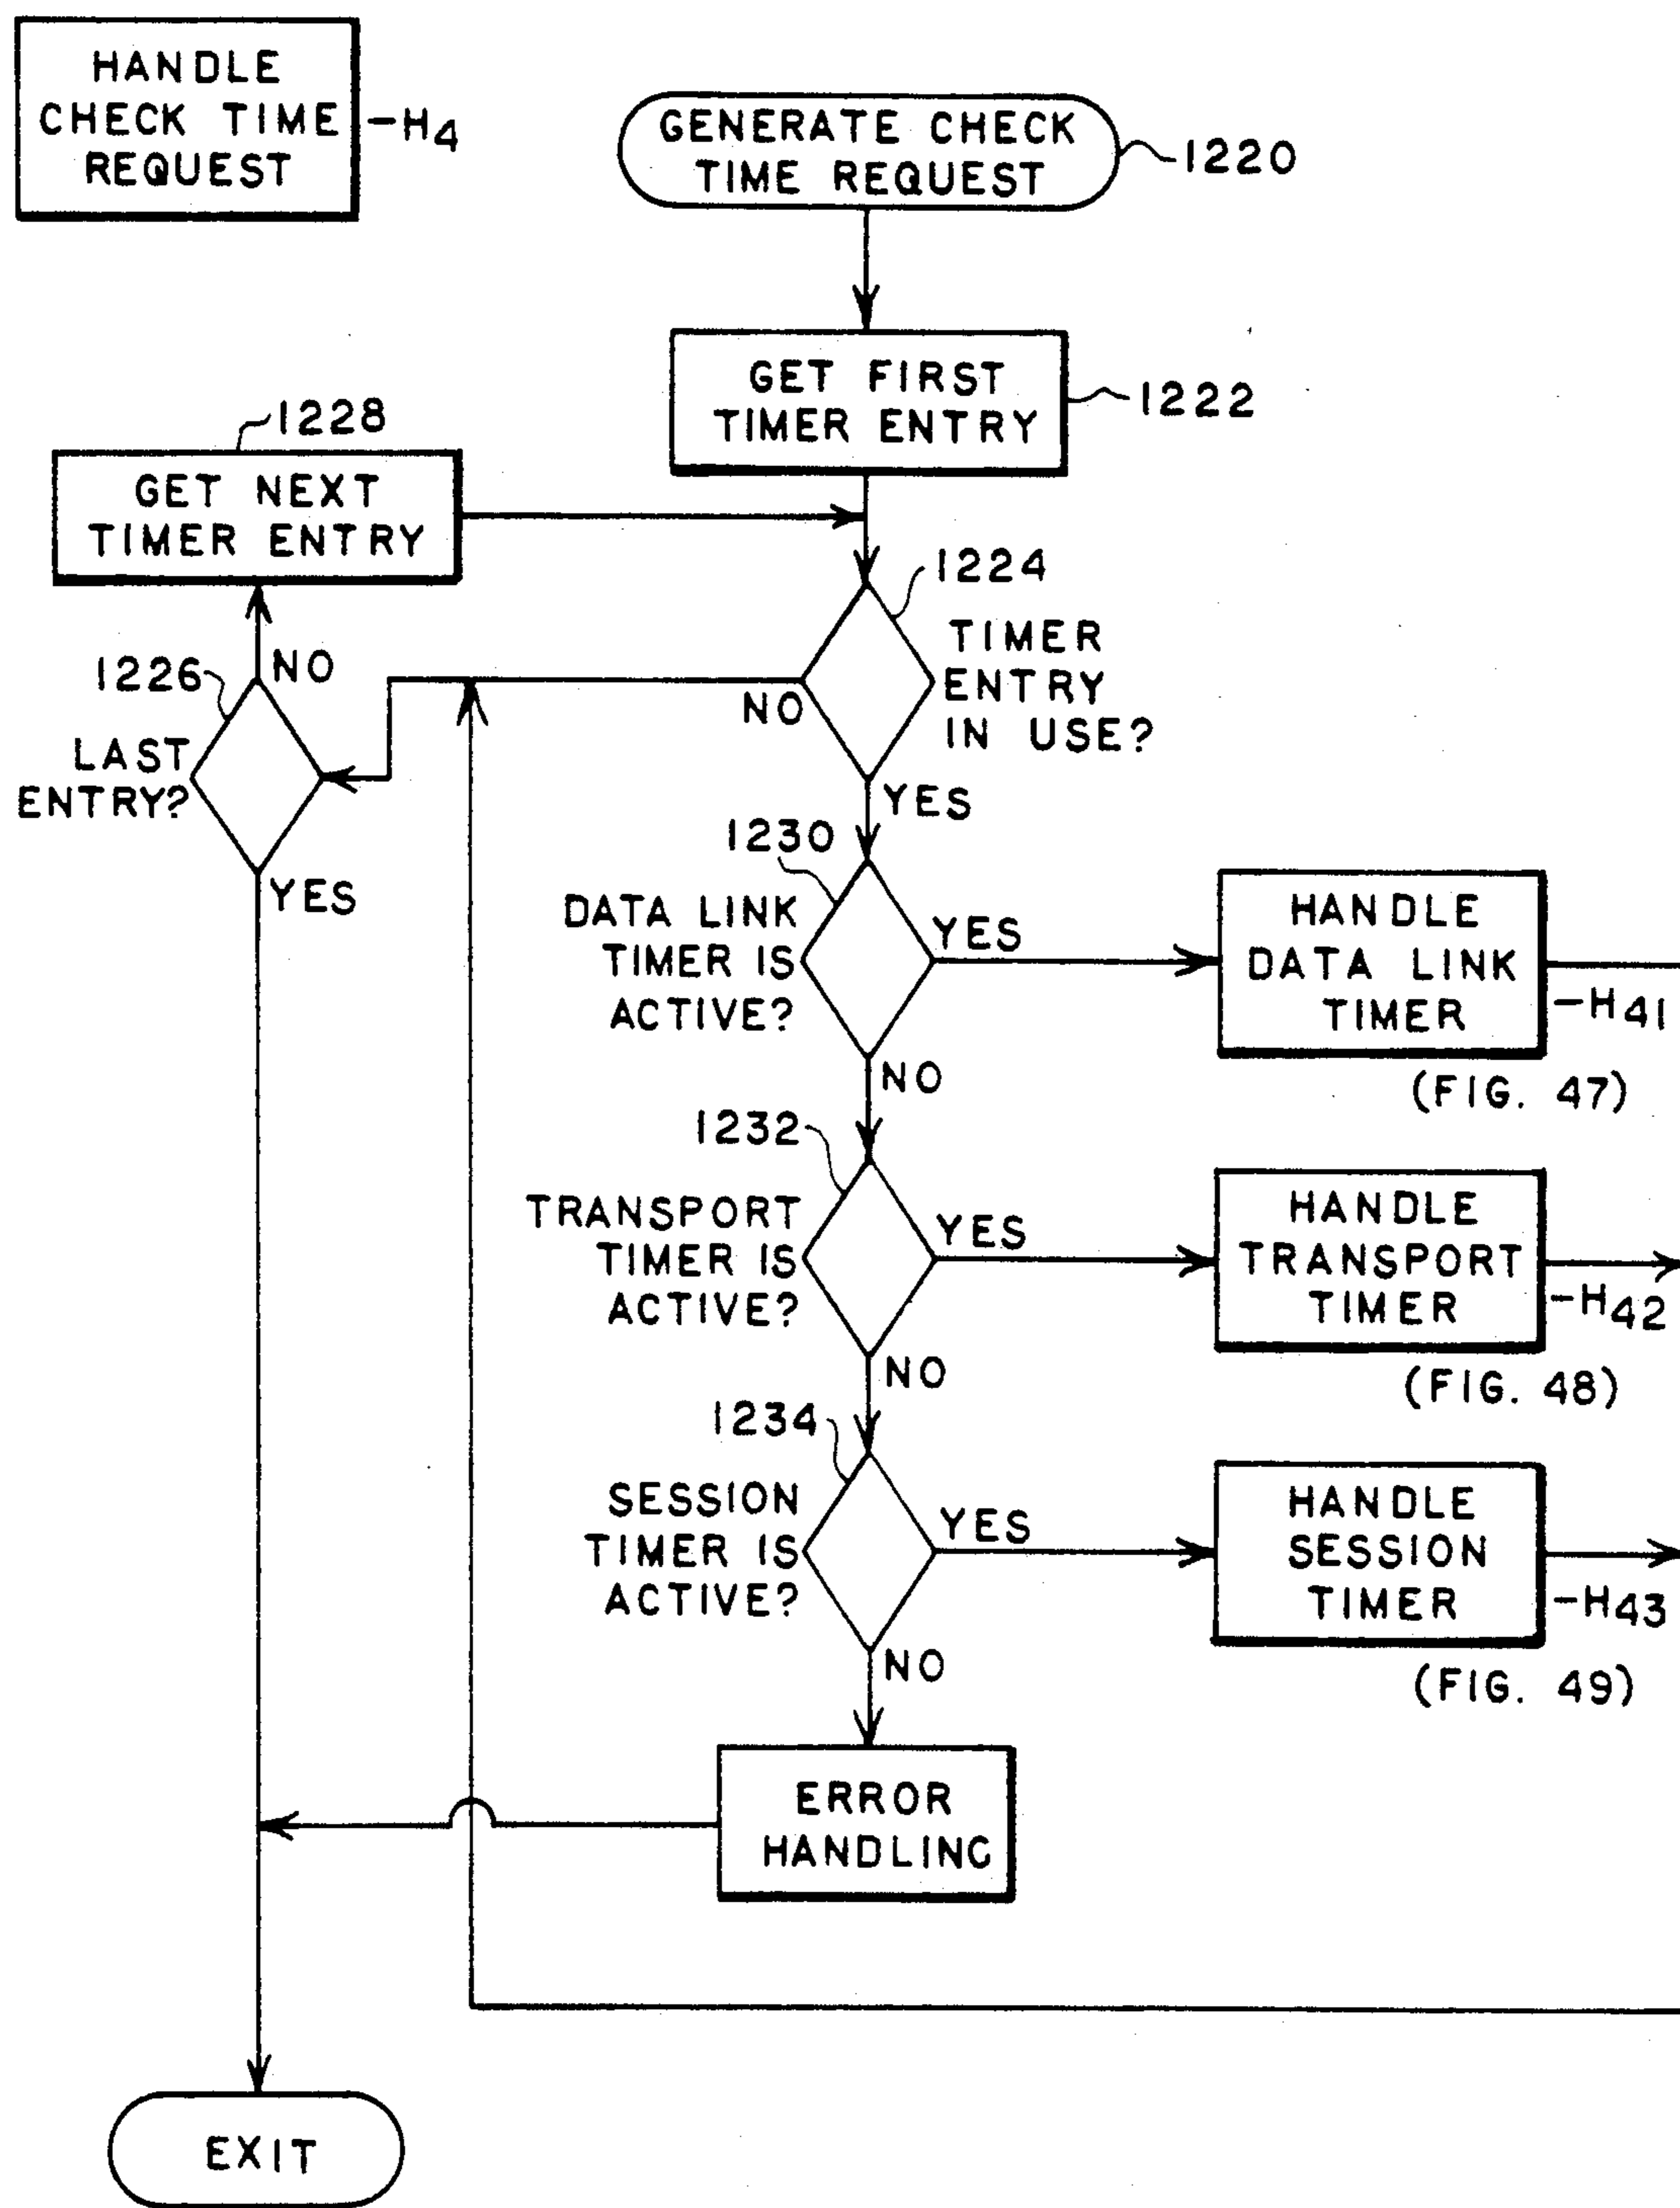 HANDLE
CHECK TIME
REQUEST
-H4
GENERATE CHECK
TIME REQUEST
1220
GET FIRST
TIMER ENTRY
1222
1228
GET NEXT
TIMER ENTRY
1224
TIMER
ENTRY
IN USE?
NO
YES
1226
NO
LAST
ENTRY?
YES
1230
DATA LINK
TIMER IS
ACTIVE?
YES
NO
HANDLE
DATA LINK
TIMER
-H41
(FIG. 47)
1232
TRANSPORT
TIMER IS
ACTIVE?
YES
NO
HANDLE
TRANSPORT
TIMER
-H42
(FIG. 48)
1234
SESSION
TIMER IS
ACTIVE?
YES
NO
HANDLE
SESSION
TIMER
-H43
(FIG. 49)
ERROR
HANDLING
EXIT